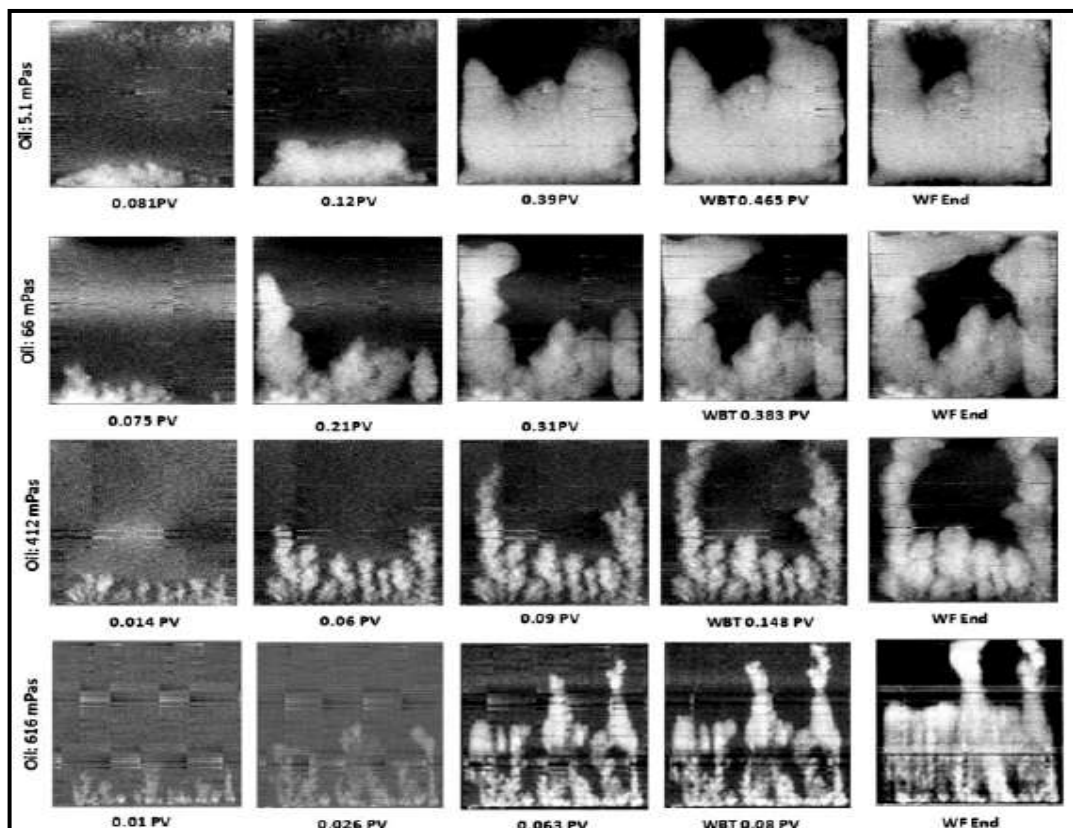 Oil: 5.1 mPas
0.081PV 0.12PV 0.39PV WBT 0.465 PV WF End
Oil: 66 mPas
0.075 PV 0.21PV 0.31PV WBT 0.383 PV WF End
Oil: 412 mPas
0.014 PV 0.06 PV 0.09 PV WBT 0.148 PV WF End
Oil: 616 mPas
0.01 PV 0.026 PV 0.063 PV WBT 0.08 PV WF End